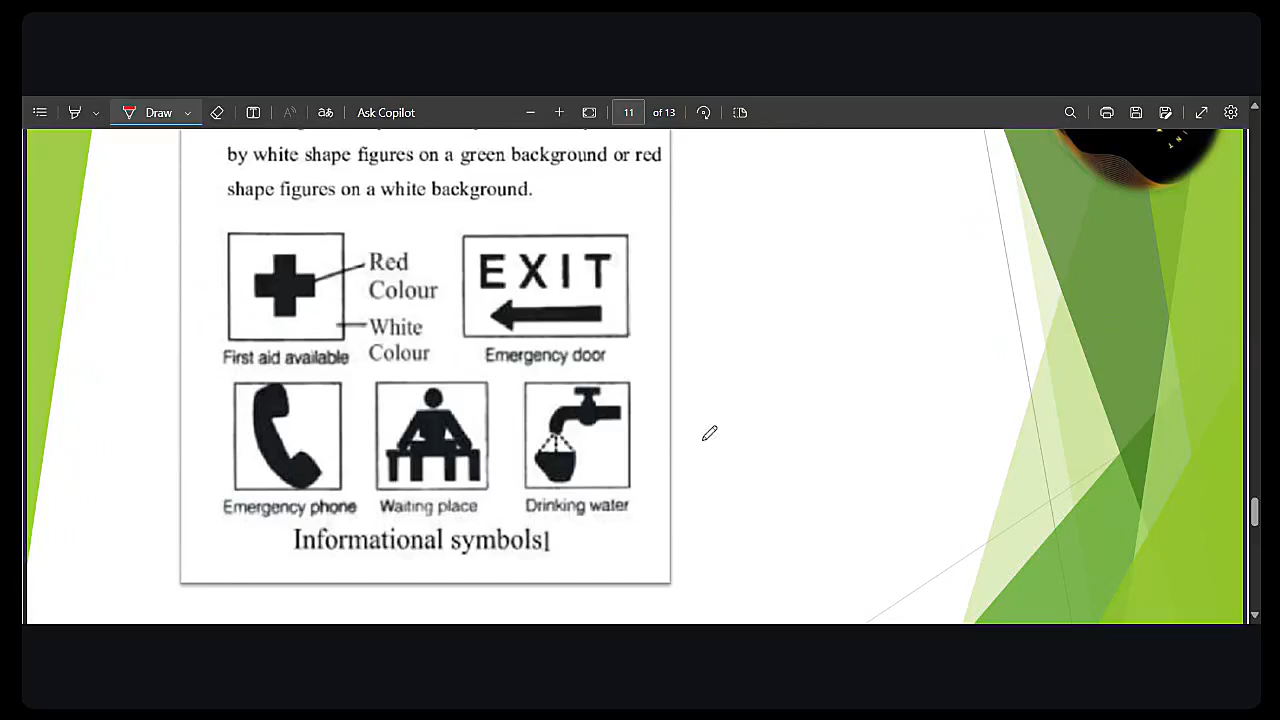 Draw
Ask Copilot
11 of 13
by white shape figures on a green background or red
shape figures on a white background.
Red
Colour
White
Colour
First aid available
EXIT
Emergency door
Emergency phone
Waiting place
Drinking water
Informational symbols